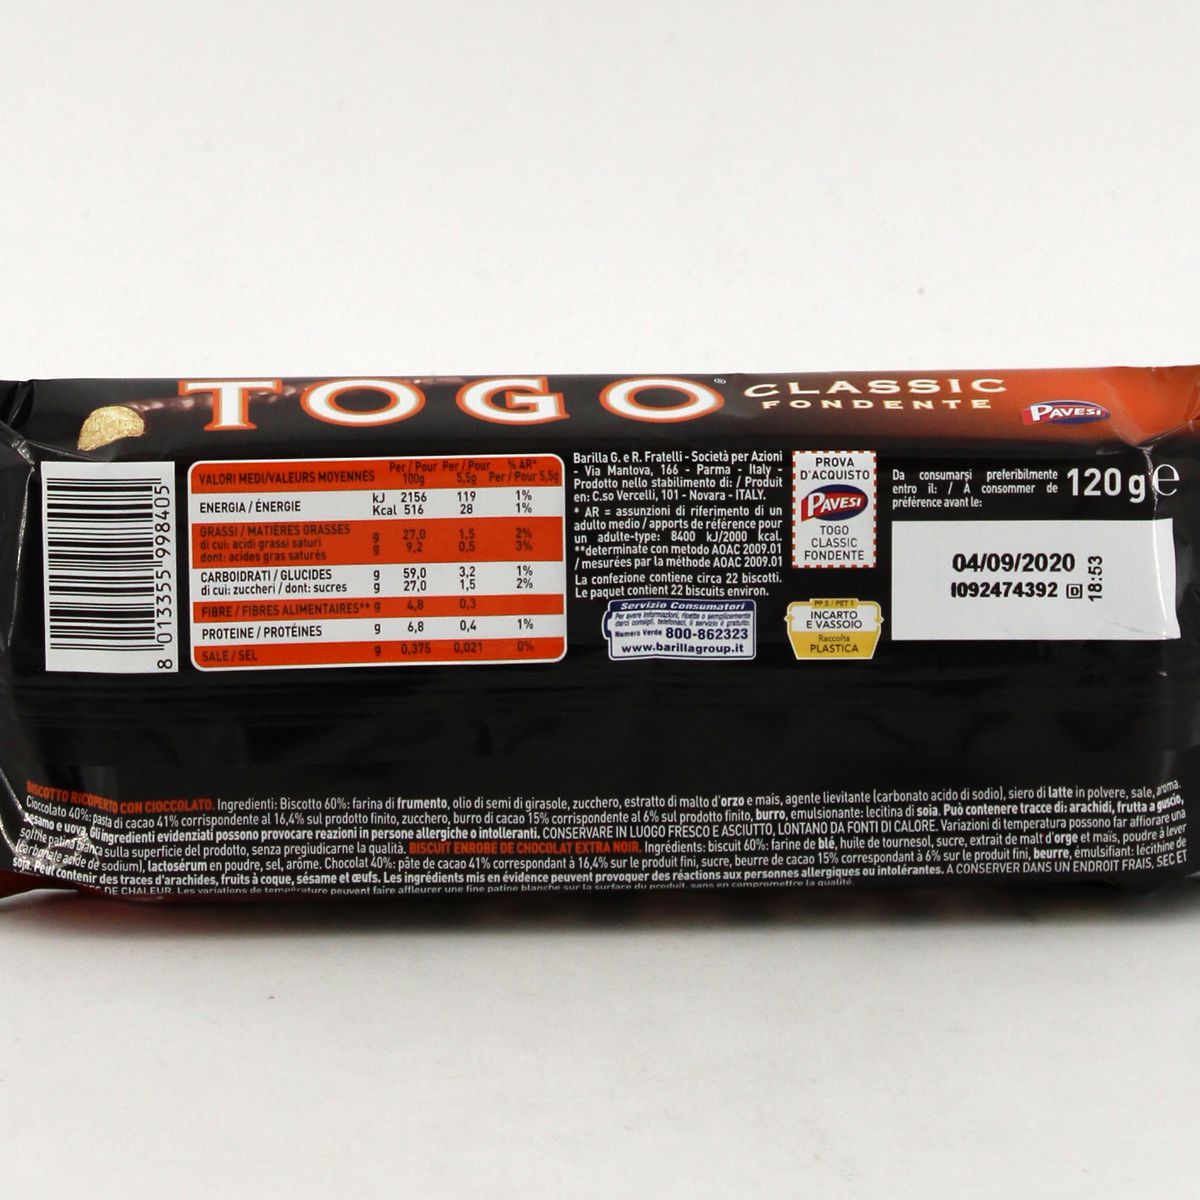 TOGO® CLASSIC
FONDENTE
PAVESI
8 013355 998405
VALORI MEDI/VALEURS MOYENNES Per/Pour 100g Per/Pour 5,5g % AR* Per/Pour 5,5g
ENERGIA / ÉNERGIE kJ 2156 119 1%
Kcal 516 28 1%
GRASSI / MATIÈRES GRASSES g 27,0 1,5 2%
di cui: acidi grassi saturi g 9,2 0,5 3%
dont: acides gras saturés
CARBOIDRATI / GLUCIDES g 59,0 3,2 1%
di cui: zuccheri / dont: sucres g 27,0 1,5 2%
FIBRE / FIBRES ALIMENTAIRES** g 4,8 0,3
PROTEINE / PROTÉINES g 6,8 0,4 1%
SALE / SEL g 0,375 0,021 0%
Barilla G. e R. Fratelli - Società per Azioni
- Via Mantova, 166 - Parma - Italy -
Prodotto nello stabilimento di: / Produit
en: C.so Vercelli, 101 - Novara - ITALY.
* AR = assunzioni di riferimento di un
adulto medio / apports de référence pour
un adulte-type: 8400 kJ/2000 kcal.
**determinate con metodo AOAC 2009.01
/ mesurées par la méthode AOAC 2009.01
La confezione contiene circa 22 biscotti.
Le paquet contient 22 biscuits environ.
Servizio Consumatori
Per avere informazioni, ricette o semplicemente
darci consigli, telefonaci, il servizio è gratuito.
Numero Verde 800-862323
www.barillagroup.it
PROVA
D'ACQUISTO
PAVESI
TOGO
CLASSIC
FONDENTE
PP 5 / PET 1
INCARTO
E VASSOIO
Raccolta
PLASTICA
Da consumarsi preferibilmente
entro il: / À consommer de
préférence avant le:
120 g e
04/09/2020
I092474392 D 18:53
BISCOTTO RICOPERTO CON CIOCCOLATO. Ingredienti: Biscotto 60%: farina di frumento, olio di semi di girasole, zucchero, estratto di malto d'orzo e mais, agente lievitante (carbonato acido di sodio), siero di latte in polvere, sale, aroma.
Cioccolato 40%: pasta di cacao 41% corrispondente al 16,4% sul prodotto finito, zucchero, burro di cacao 15% corrispondente al 6% sul prodotto finito, burro, emulsionante: lecitina di soia. Può contenere tracce di: arachidi, frutta a guscio,
sesamo e uova. Gli ingredienti evidenziati possono provocare reazioni in persone allergiche o intolleranti. CONSERVARE IN LUOGO FRESCO E ASCIUTTO, LONTANO DA FONTI DI CALORE. Variazioni di temperatura possono far affiorare una
sottile patina bianca sulla superficie del prodotto, senza pregiudicarne la qualità. BISCUIT ENROBÉ DE CHOCOLAT EXTRA NOIR. Ingrédients: biscuit 60%: farine de blé, huile de tournesol, sucre, extrait de malt d'orge et maïs, poudre à lever
(carbonate acide de sodium), lactosérum en poudre, sel, arôme. Chocolat 40%: pâte de cacao 41% correspondant à 16,4% sur le produit fini, sucre, beurre de cacao 15% correspondant à 6% sur le produit fini, beurre, émulsifiant: lécithine de
soja. Peut contenir des traces d'arachides, fruits à coque, sésame et œufs. Les ingrédients mis en évidence peuvent provoquer des réactions aux personnes allergiques ou intolérantes. A CONSERVER DANS UN ENDROIT FRAIS, SEC ET
DE CHALEUR. Les variations de température peuvent faire affleurer une fine patine blanche sur la surface du produit, sans en compromettre la qualité.